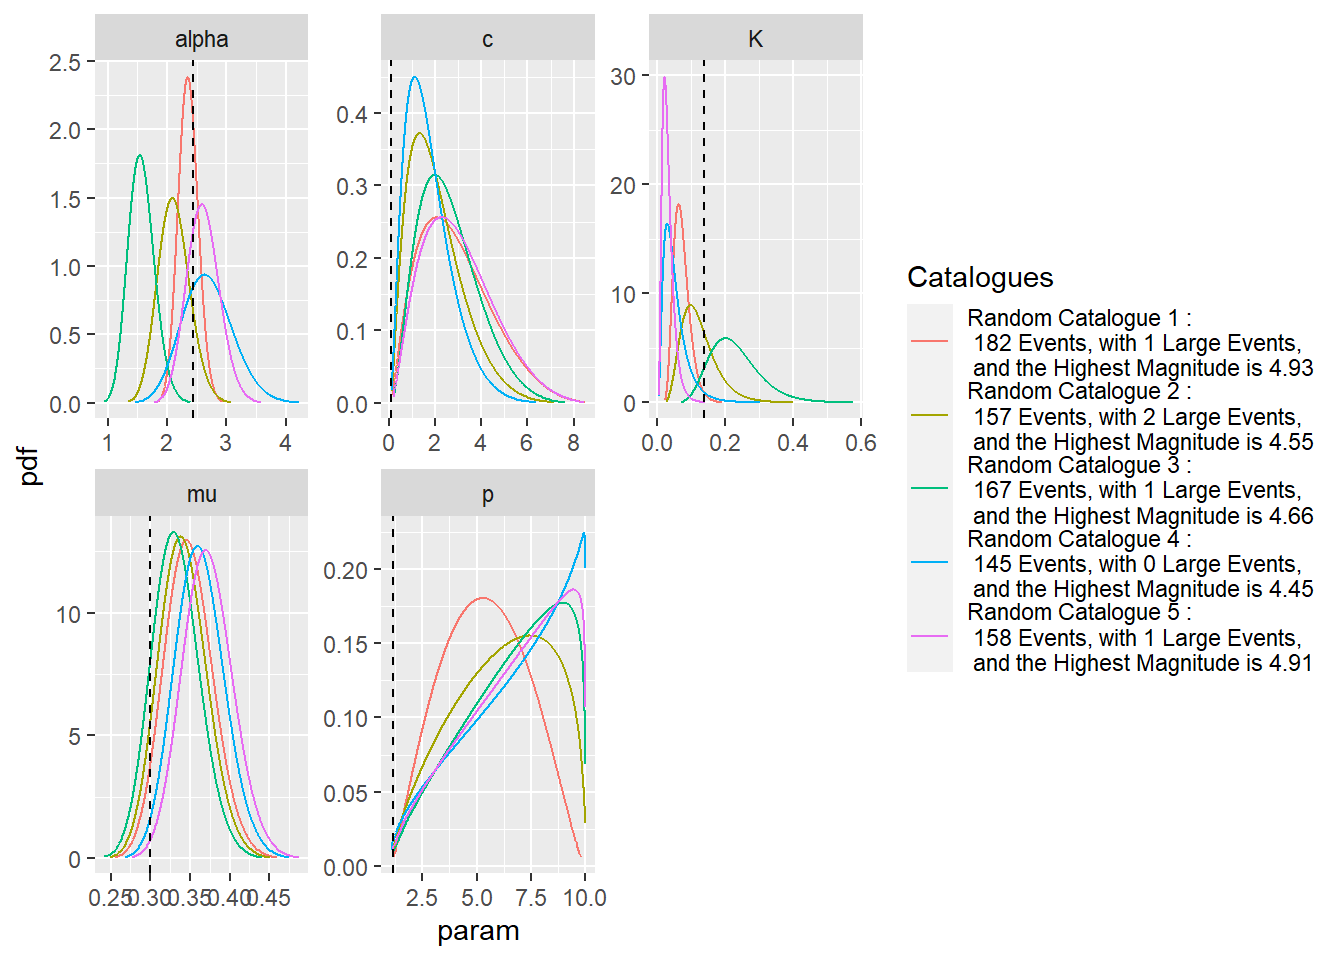 alpha
c
K
2.5
2.0
1.5
1.0
0.5
0.0
1
2
3
4
0.4
0.3
0.2
0.1
0.0
0
2
4
6
8
30
20
10
0
0.0
0.2
0.4
0.6
pdf
mu
p
10
5
0
0.25
0.30
0.35
0.40
0.45
0.20
0.15
0.10
0.05
0.00
2.5
5.0
7.5
10.0
param
Catalogues
Random Catalogue 1 :
182 Events, with 1 Large Events,
and the Highest Magnitude is 4.93
Random Catalogue 2 :
157 Events, with 2 Large Events,
and the Highest Magnitude is 4.55
Random Catalogue 3 :
167 Events, with 1 Large Events,
and the Highest Magnitude is 4.66
Random Catalogue 4 :
145 Events, with 0 Large Events,
and the Highest Magnitude is 4.45
Random Catalogue 5 :
158 Events, with 1 Large Events,
and the Highest Magnitude is 4.91